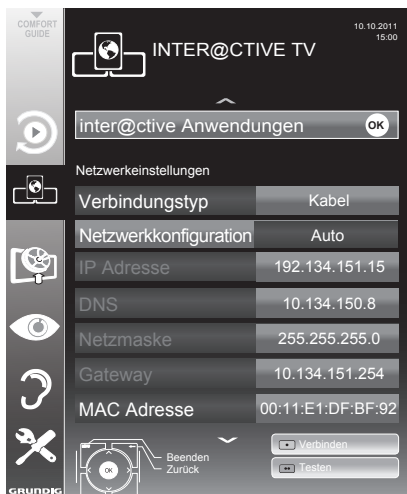 COMFORT
GUIDE
INTER@CTIVE TV
10.10.2011
15:00
inter@ctive Anwendungen OK
Netzwerkeinstellungen
Verbindungstyp Kabel
Netzwerkkonfiguration Auto
IP Adresse 192.134.151.15
DNS 10.134.150.8
Netzmaske 255.255.255.0
Gateway 10.134.151.254
MAC Adresse 00:11:E1:DF:BF:92
OK
Beenden
Zurück
Verbinden
Testen
GRUNDIG